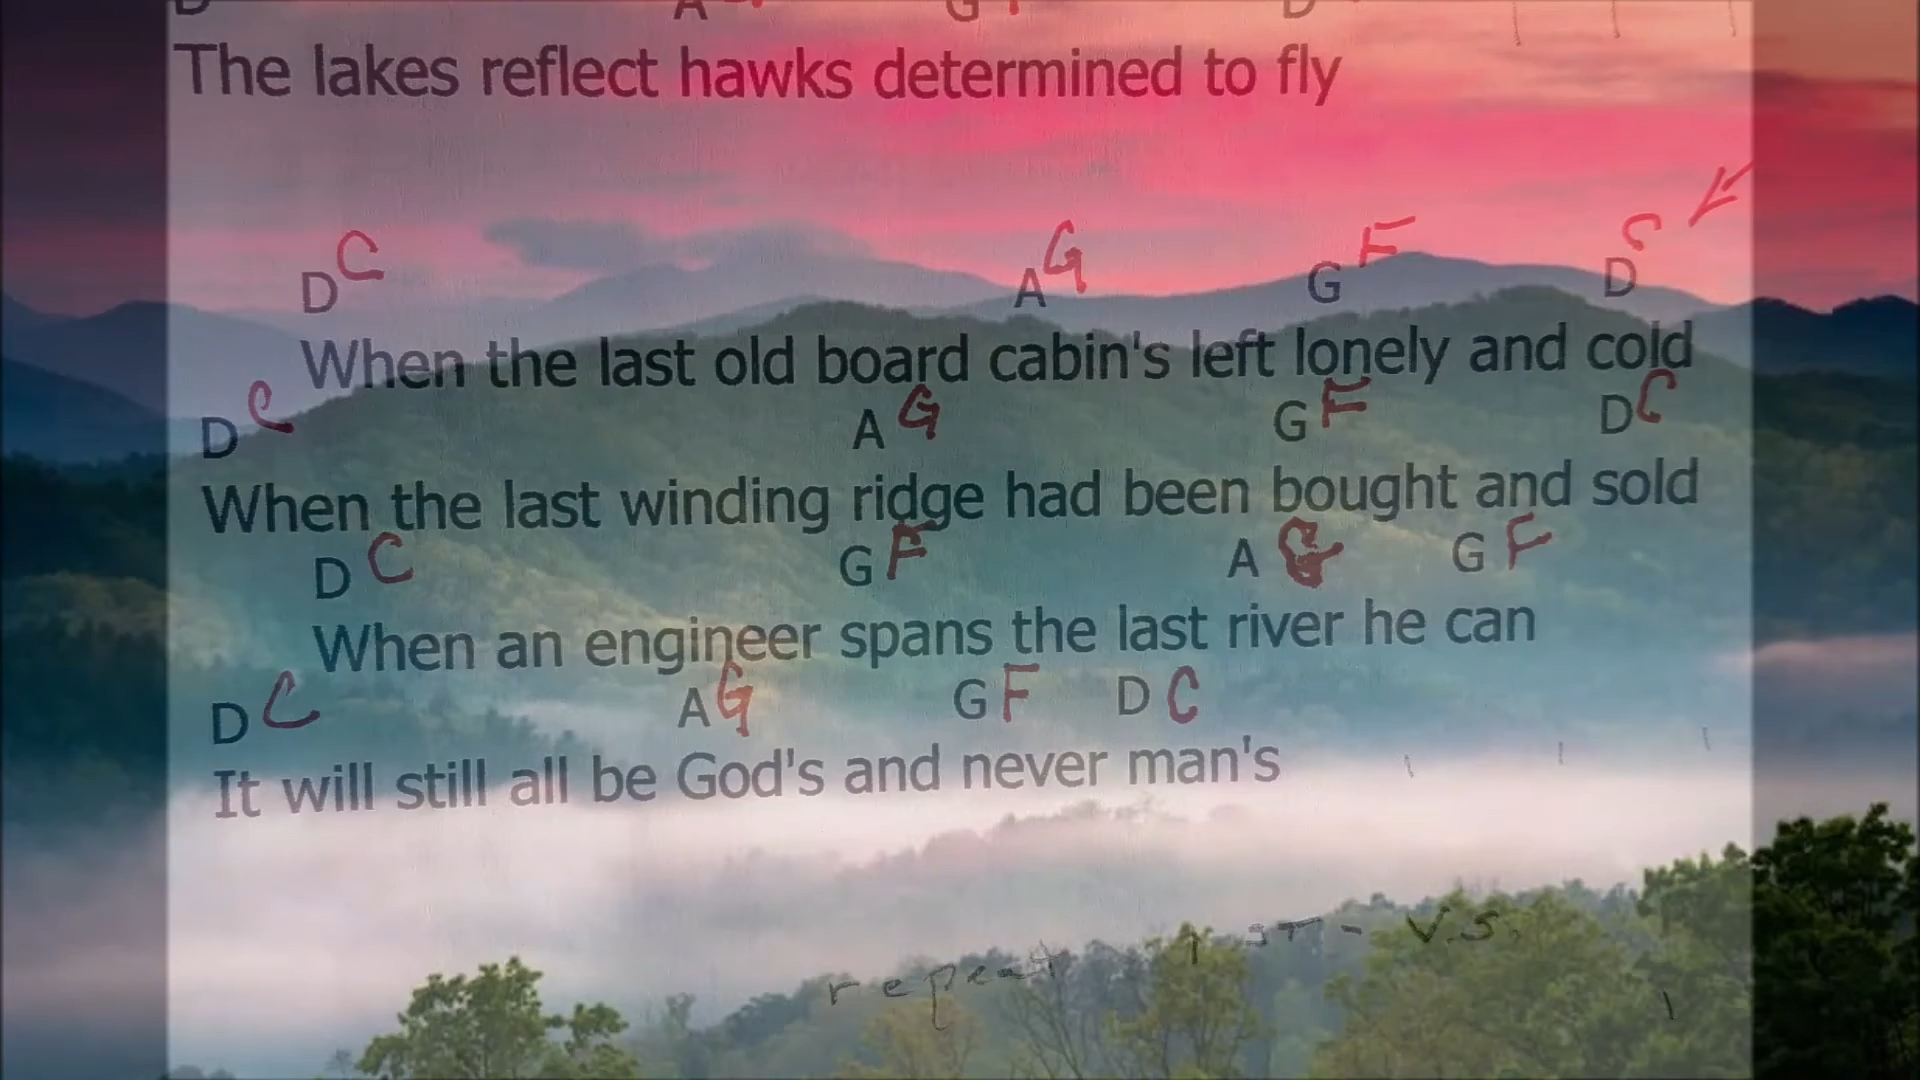 D A G D
The lakes reflect hawks determined to fly
D C A G G F D C
When the last old board cabin's left lonely and cold
D C A G G F D C
When the last winding ridge had been bought and sold
D C G F A G G F
When an engineer spans the last river he can
D C A G G F D C
It will still all be God's and never man's
repeat 1 ST - V.S.